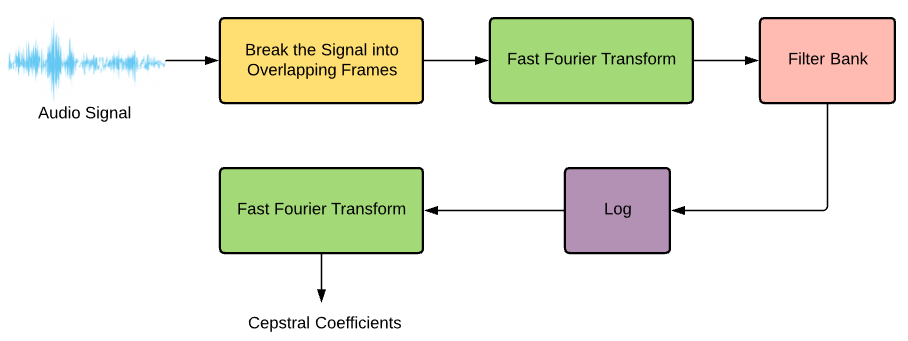 Audio Signal
Break the Signal into
Overlapping Frames
Fast Fourier Transform
Filter Bank
Log
Fast Fourier Transform
Cepstral Coefficients